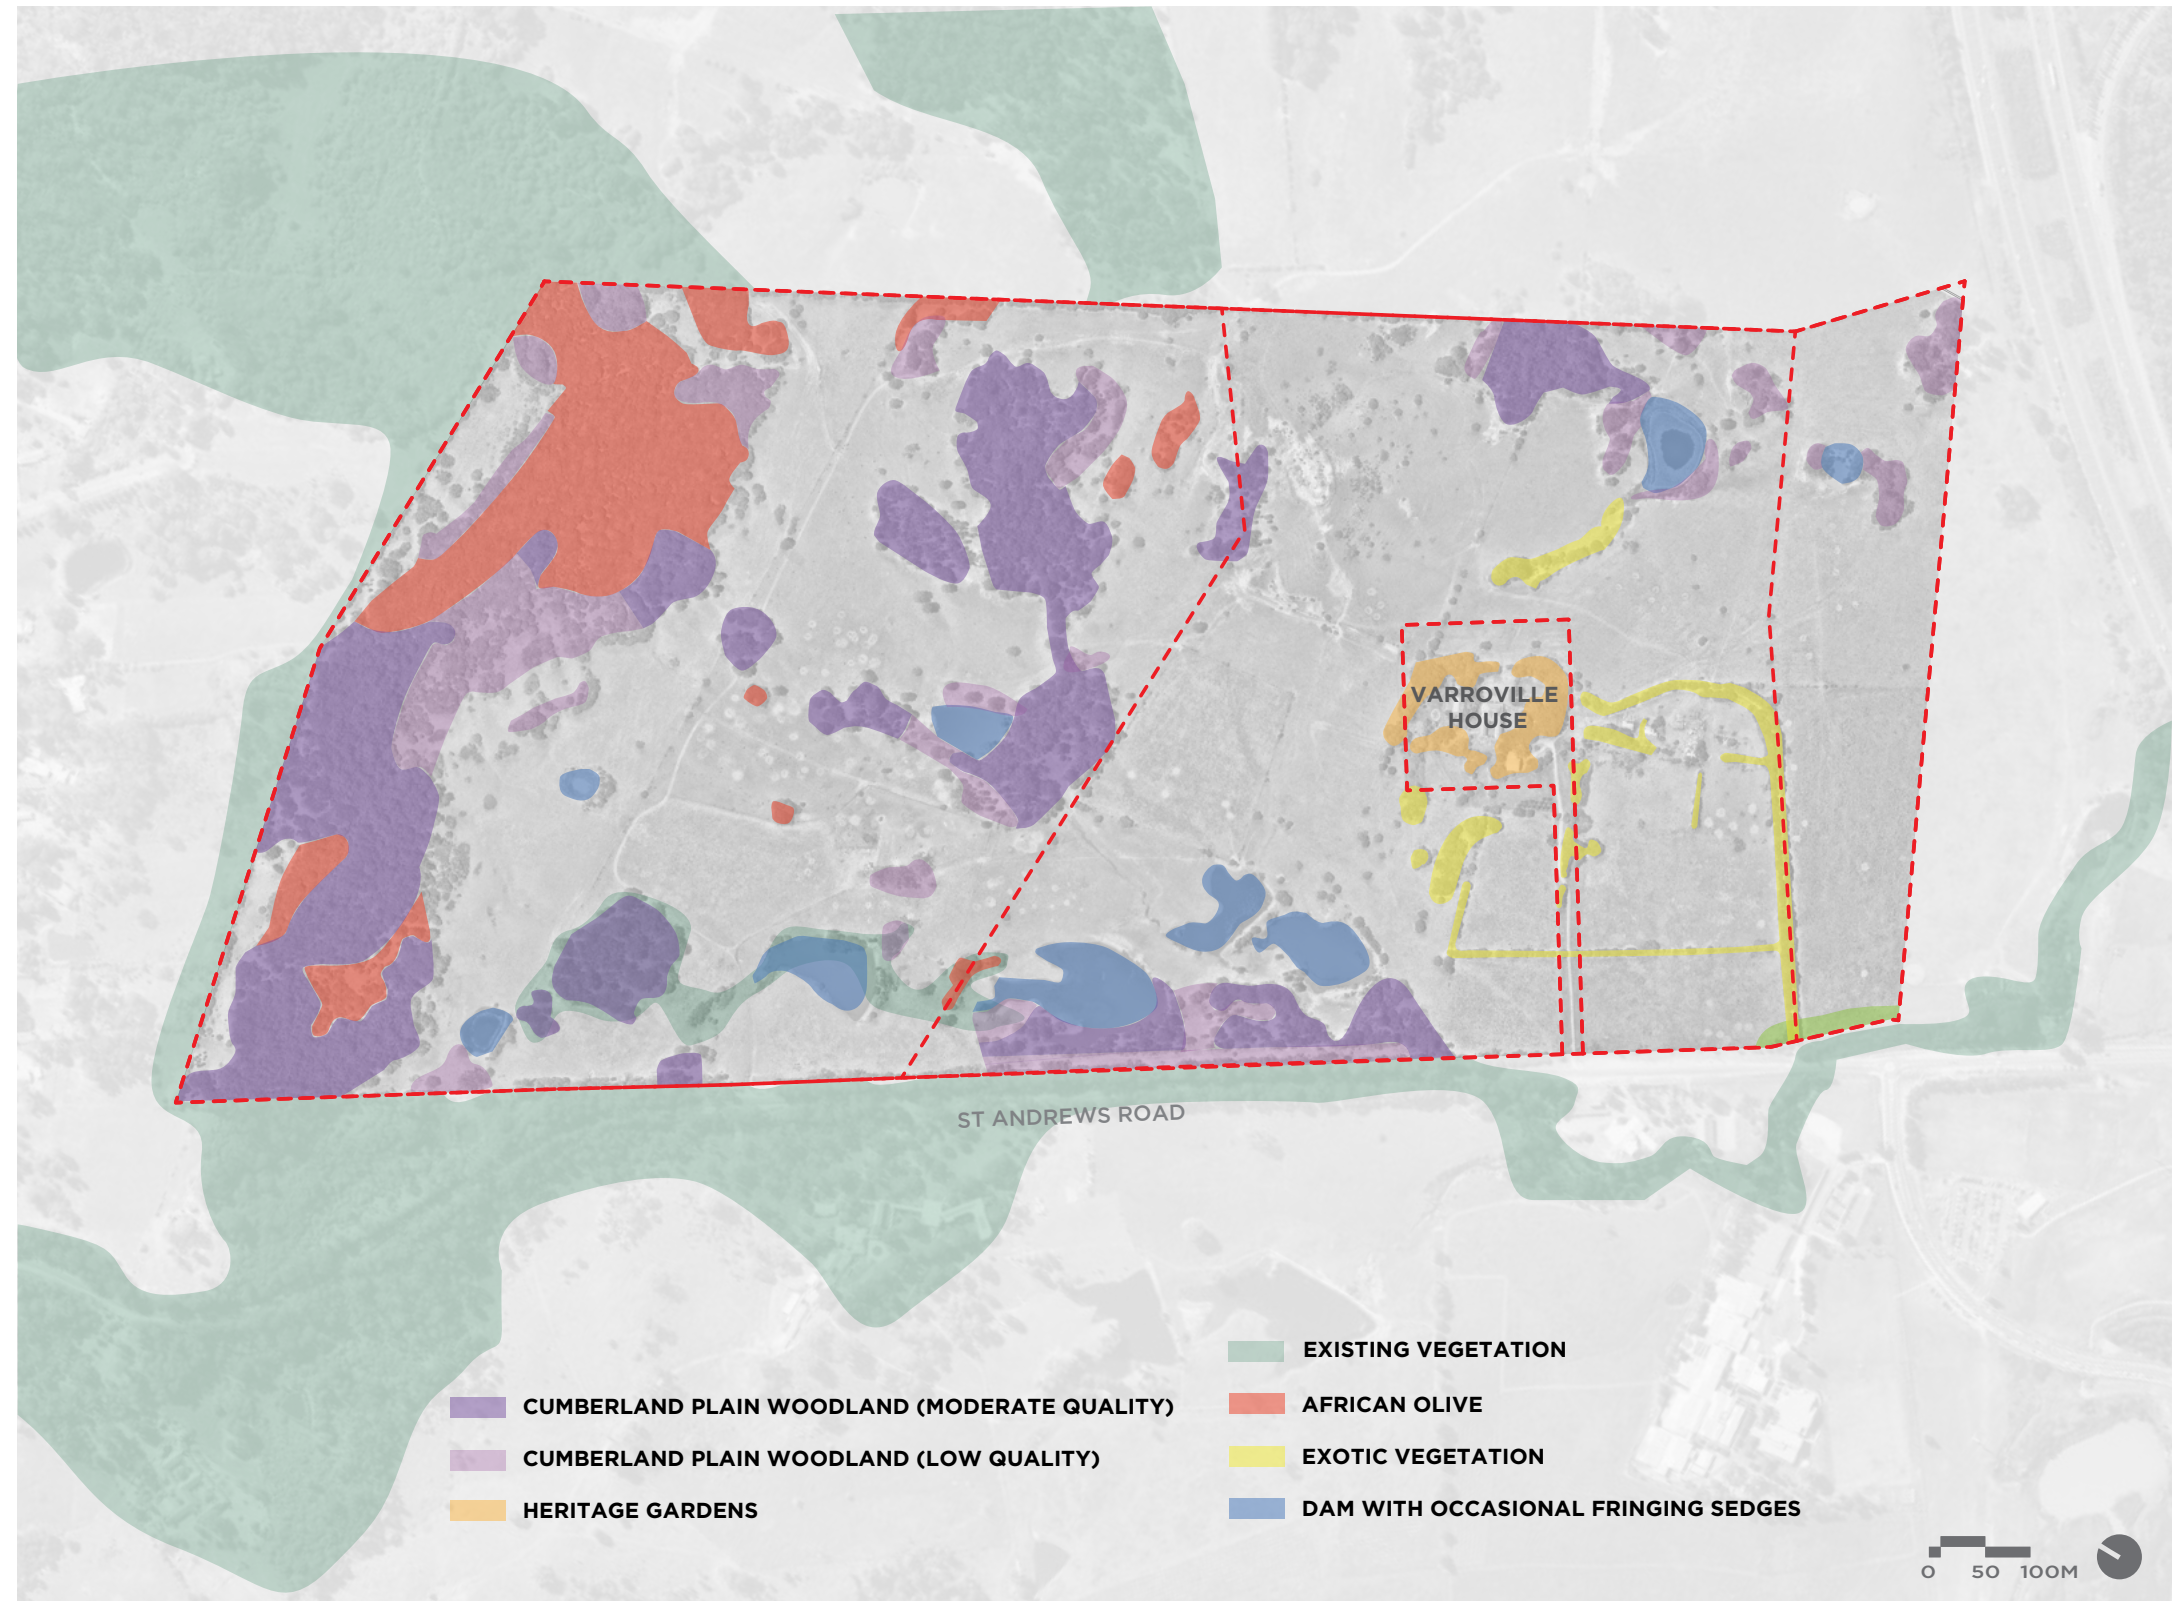 VARROVILLE
HOUSE
ST ANDREWS ROAD
CUMBERLAND PLAIN WOODLAND (MODERATE QUALITY)
CUMBERLAND PLAIN WOODLAND (LOW QUALITY)
HERITAGE GARDENS
EXISTING VEGETATION
AFRICAN OLIVE
EXOTIC VEGETATION
DAM WITH OCCASIONAL FRINGING SEDGES
0 50 100M